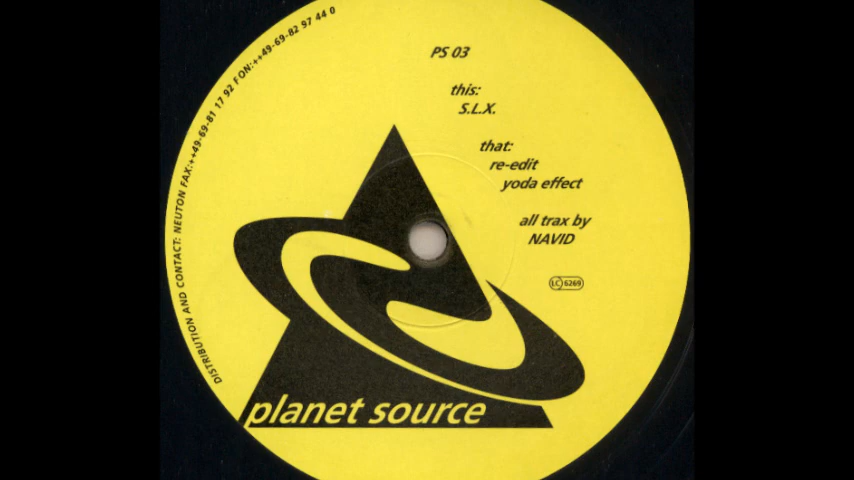 PS 03
this:
S.L.X.
that:
re-edit
yoda effect
all trax by
NAVID
LC 6269
planet source
DISTRIBUTION AND CONTACT: NEUTON FAX:++49-69-81 17 92 FON:++49-69-82 97 44 0